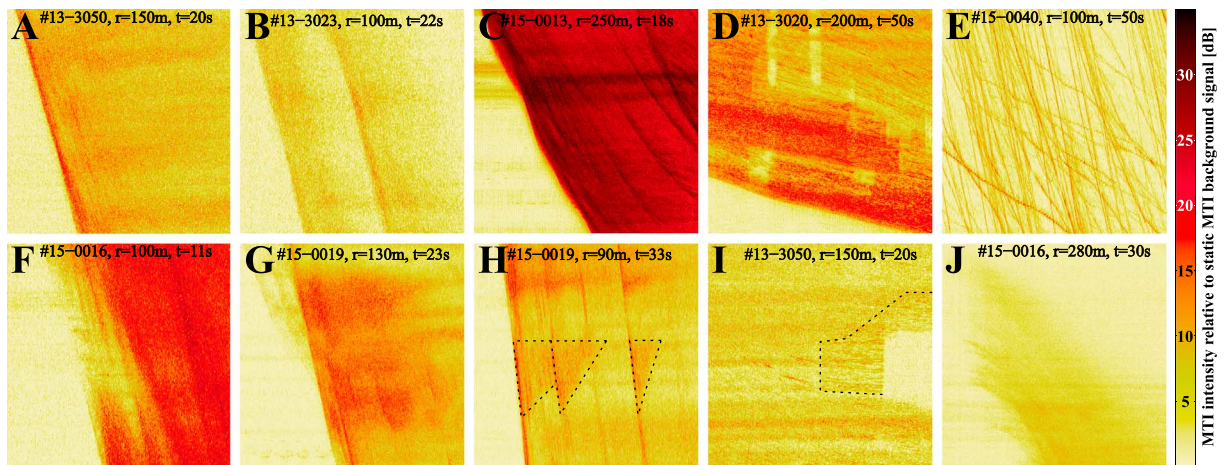 A #13-3050, r=150m, t=20s
B #13-3023, r=100m, t=22s
C #15-0013, r=250m, t=18s
D #13-3020, r=200m, t=50s
E #15-0040, r=100m, t=50s
F #15-0016, r=100m, t=11s
G #15-0019, r=130m, t=23s
H #15-0019, r=90m, t=33s
I #13-3050, r=150m, t=20s
J #15-0016, r=280m, t=30s
30
25
20
15
10
5
MTI intensity relative to static MTI background signal [dB]